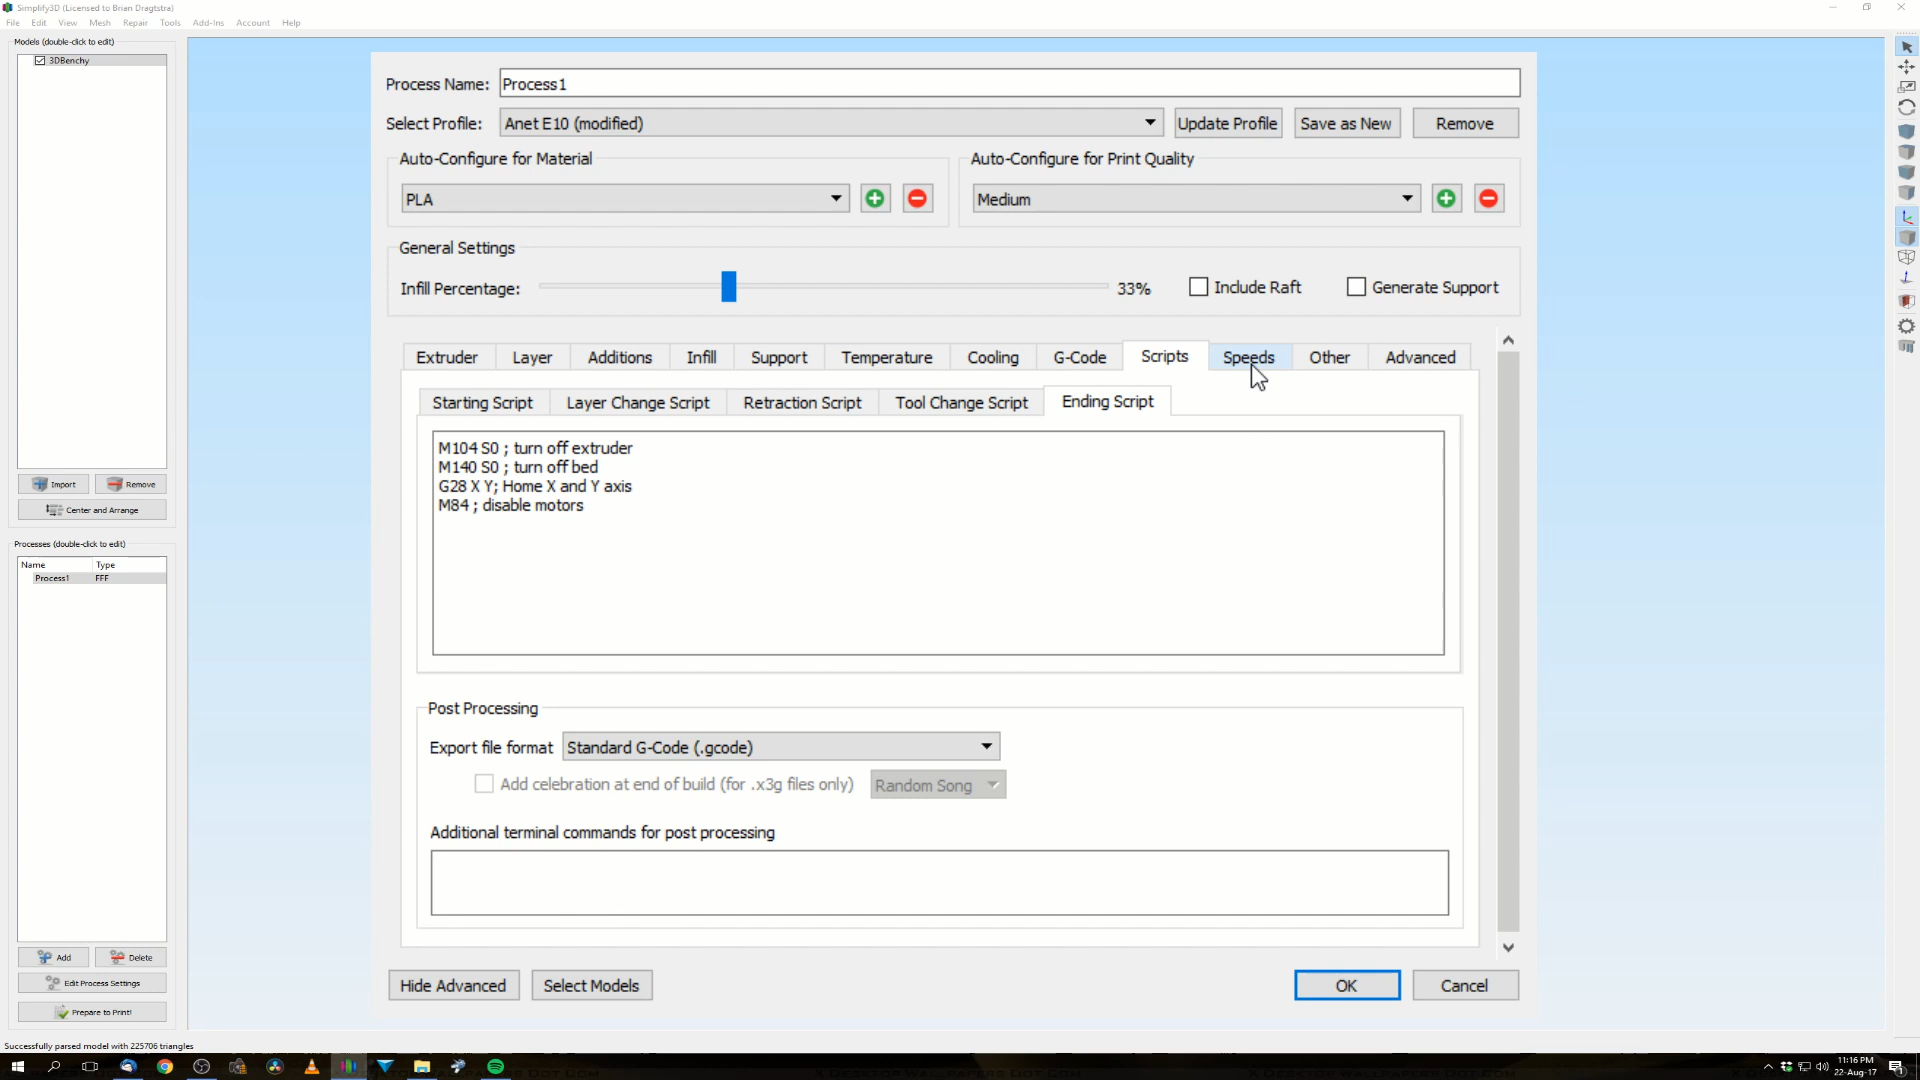 Simplify3D (Licensed to Brian Dragtstra)
File Edit View Mesh Repair Tools Add-Ins Account Help
Models (double-click to edit)
3DBenchy
Import Remove
Center and Arrange
Processes (double-click to edit)
Name Type
Process1 FFF
Add Delete
Edit Process Settings
Prepare to Print!
Successfully parsed model with 225706 triangles
Process Name: Process1
Select Profile: Anet E10 (modified) Update Profile Save as New Remove
Auto-Configure for Material
PLA
Auto-Configure for Print Quality
Medium
General Settings
Infill Percentage: 33% Include Raft Generate Support
Extruder Layer Additions Infill Support Temperature Cooling G-Code Scripts Speeds Other Advanced
Starting Script Layer Change Script Retraction Script Tool Change Script Ending Script
M104 S0 ; turn off extruder
M140 S0 ; turn off bed
G28 X Y; Home X and Y axis
M84 ; disable motors
Post Processing
Export file format Standard G-Code (.gcode)
Add celebration at end of build (for .x3g files only) Random Song
Additional terminal commands for post processing
Hide Advanced Select Models OK Cancel
11:16 PM
22-Aug-17